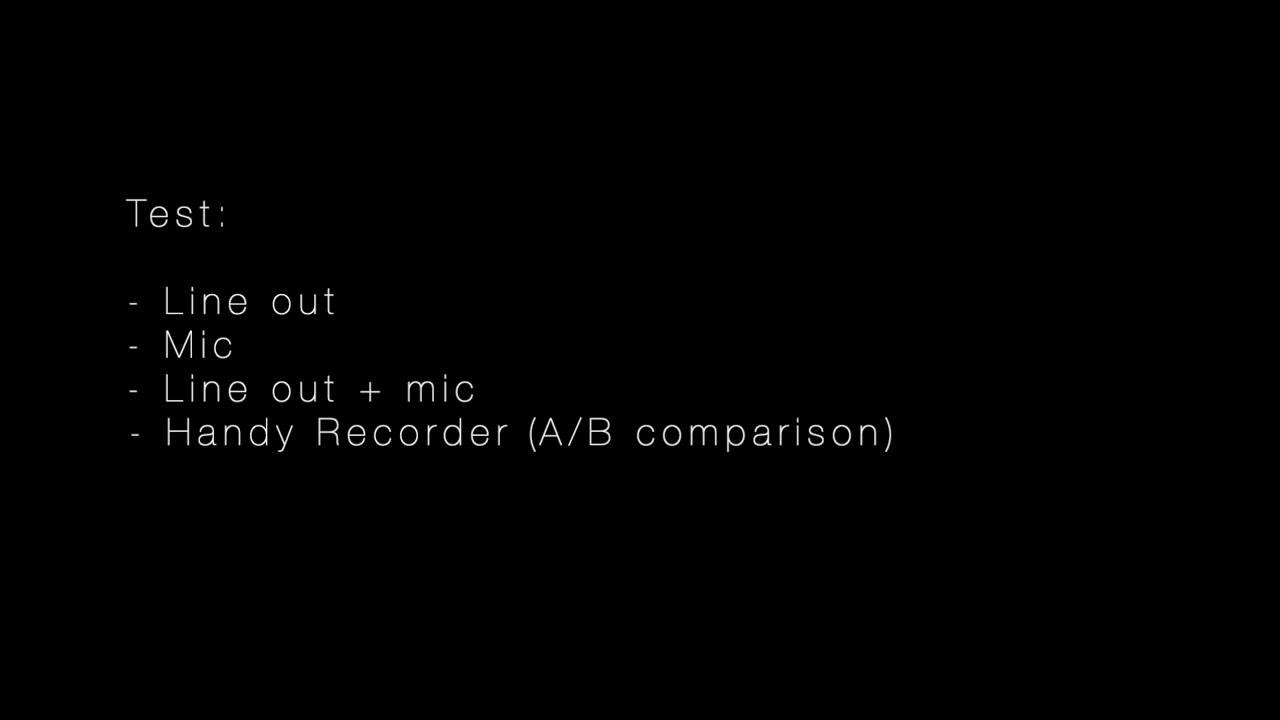 Test:
- Line out
- Mic
- Line out + mic
- Handy Recorder (A/B comparison)